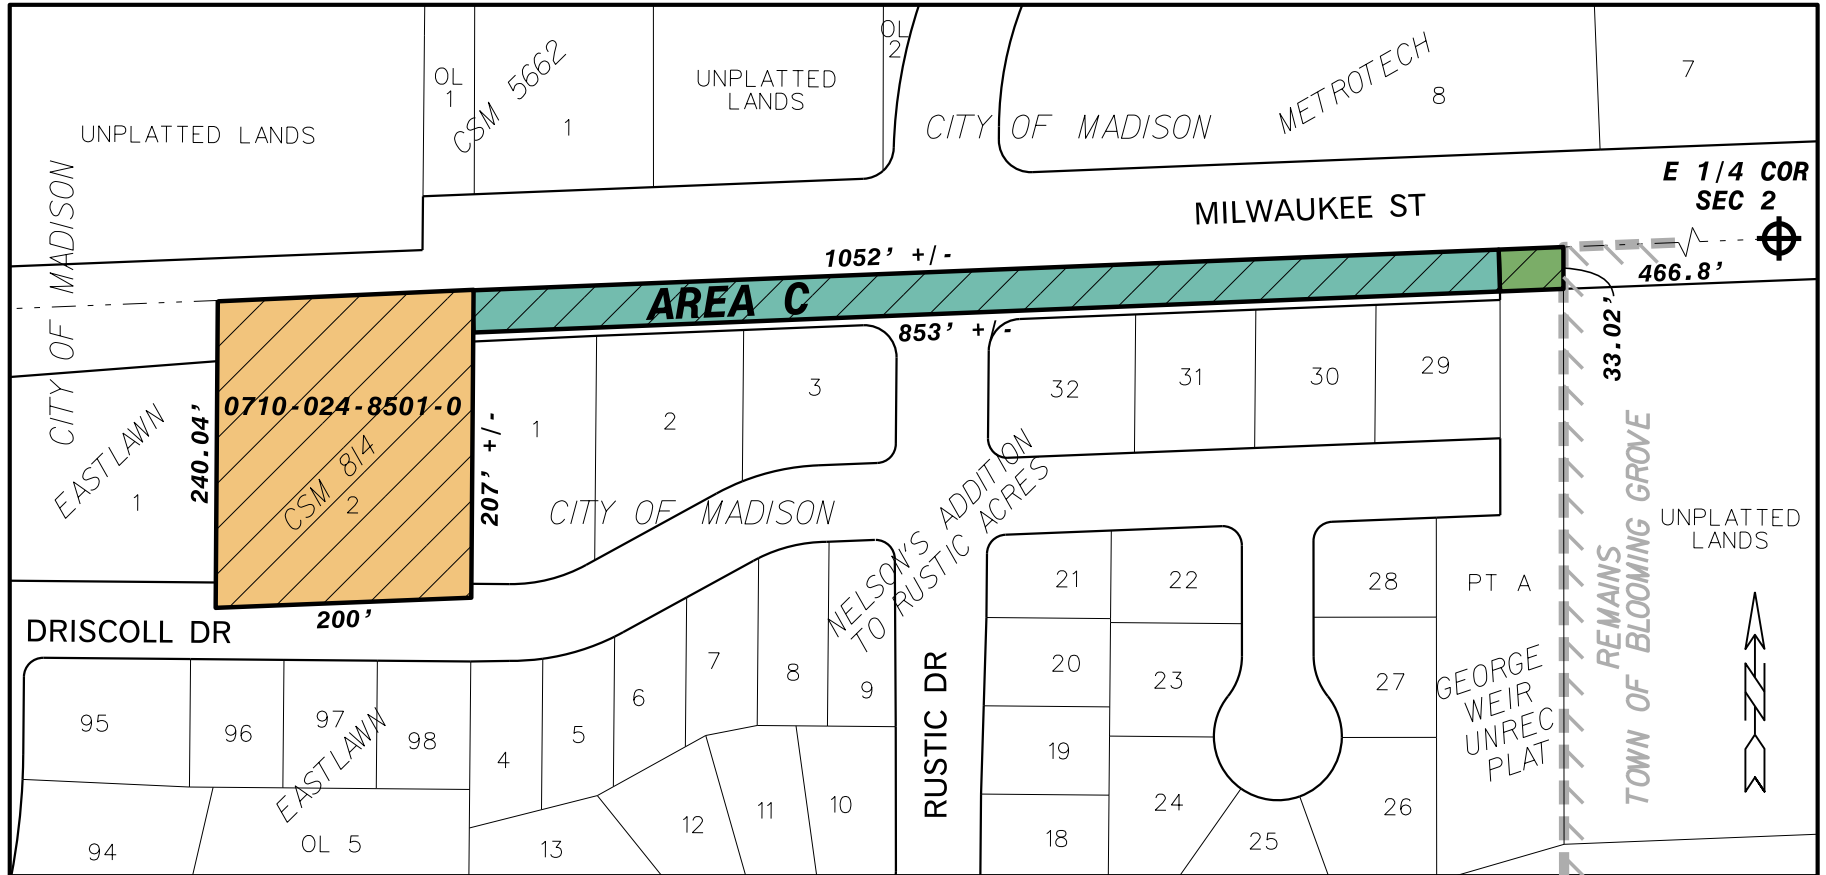 OL
2
OL
1
CSM 5662
1
UNPLATTED
LANDS
METROTECH
8
7
UNPLATTED LANDS
CITY OF MADISON
CITY OF MADISON
E 1/4 COR
SEC 2
MILWAUKEE ST
1052' +/-
466.8'
AREA C
853' +/-
33.02'
0710-024-8501-0
CSM 814
2
240.04'
207' +/-
200'
EASTLAWN
1
1
2
3
32
31
30
29
CITY OF MADISON
NELSON'S ADDITION
TO RUSTIC ACRES
UNPLATTED
LANDS
REMAINS
TOWN OF BLOOMING GROVE
DRISCOLL DR
RUSTIC DR
21
22
28
PT A
20
23
27
GEORGE
WEIR
UNREC
PLAT
19
24
26
18
25
95
96
97
98
EASTLAWN
4
5
6
7
8
9
94
OL 5
13
12
11
10
N